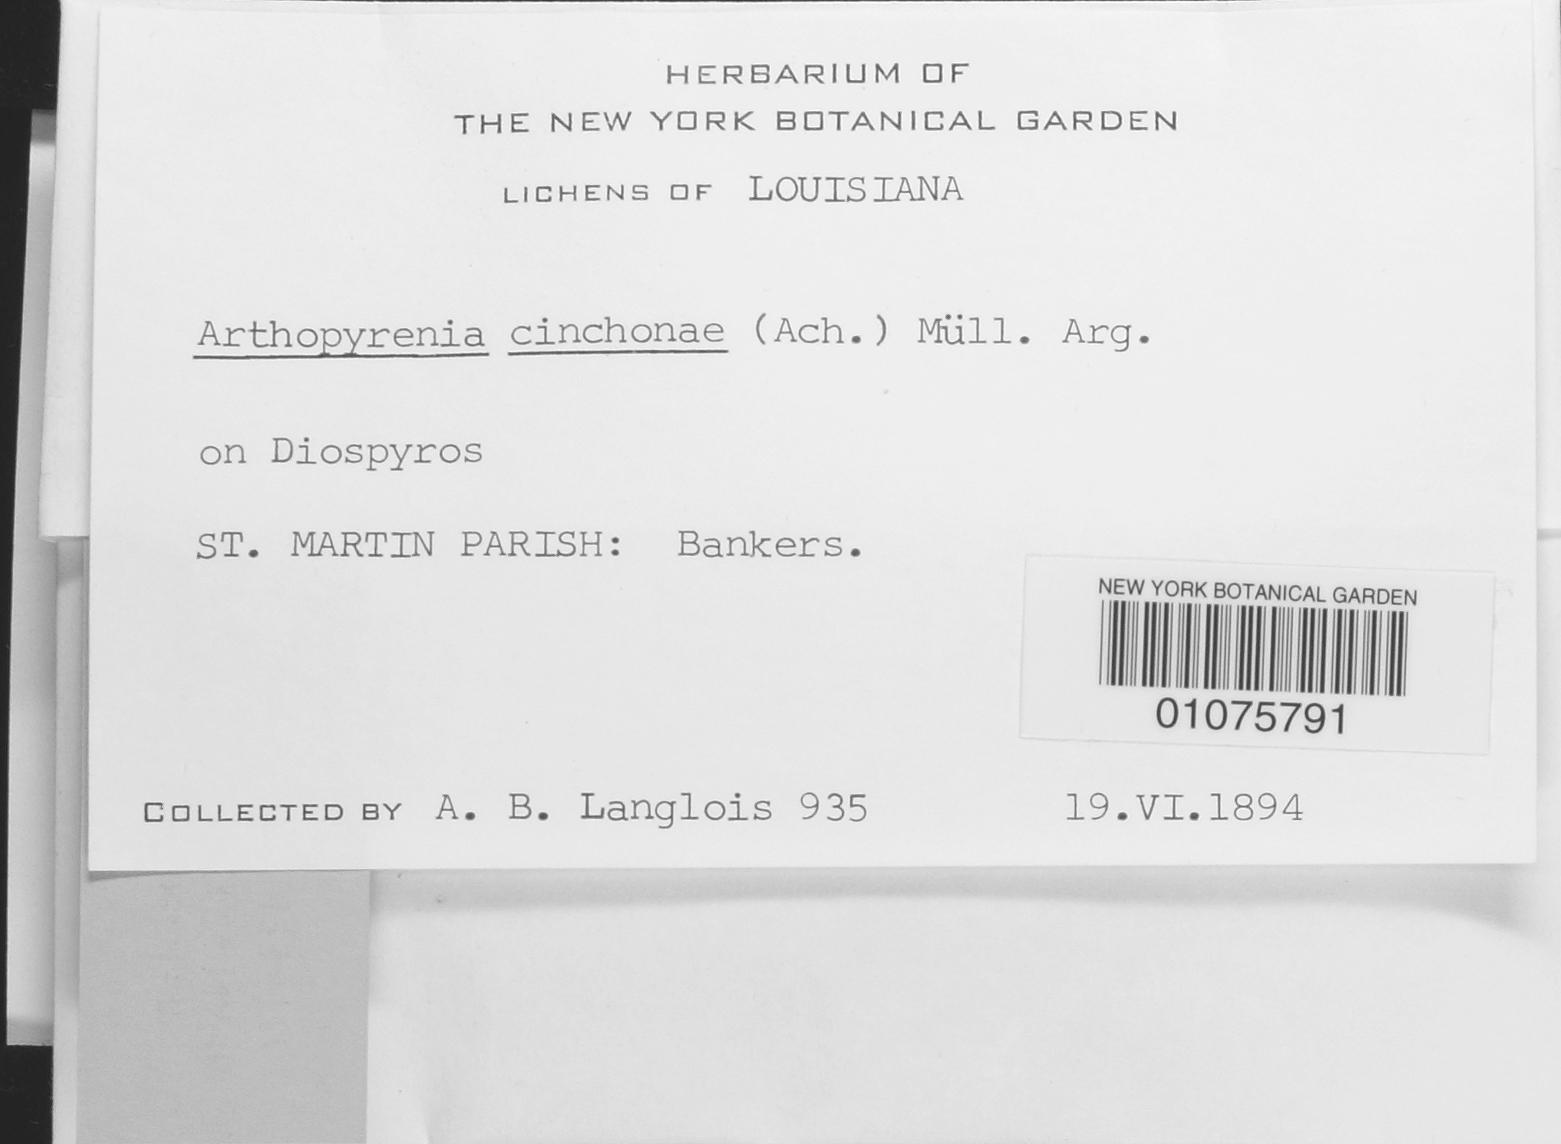 HERBARIUM OF
THE NEW YORK BOTANICAL GARDEN
LICHENS OF LOUISIANA
Arthopyrenia cinchonae (Ach.) Müll. Arg.
on Diospyros
ST. MARTIN PARISH: Bankers.
NEW YORK BOTANICAL GARDEN
01075791
COLLECTED BY A. B. Langlois 935 19.VI.1894